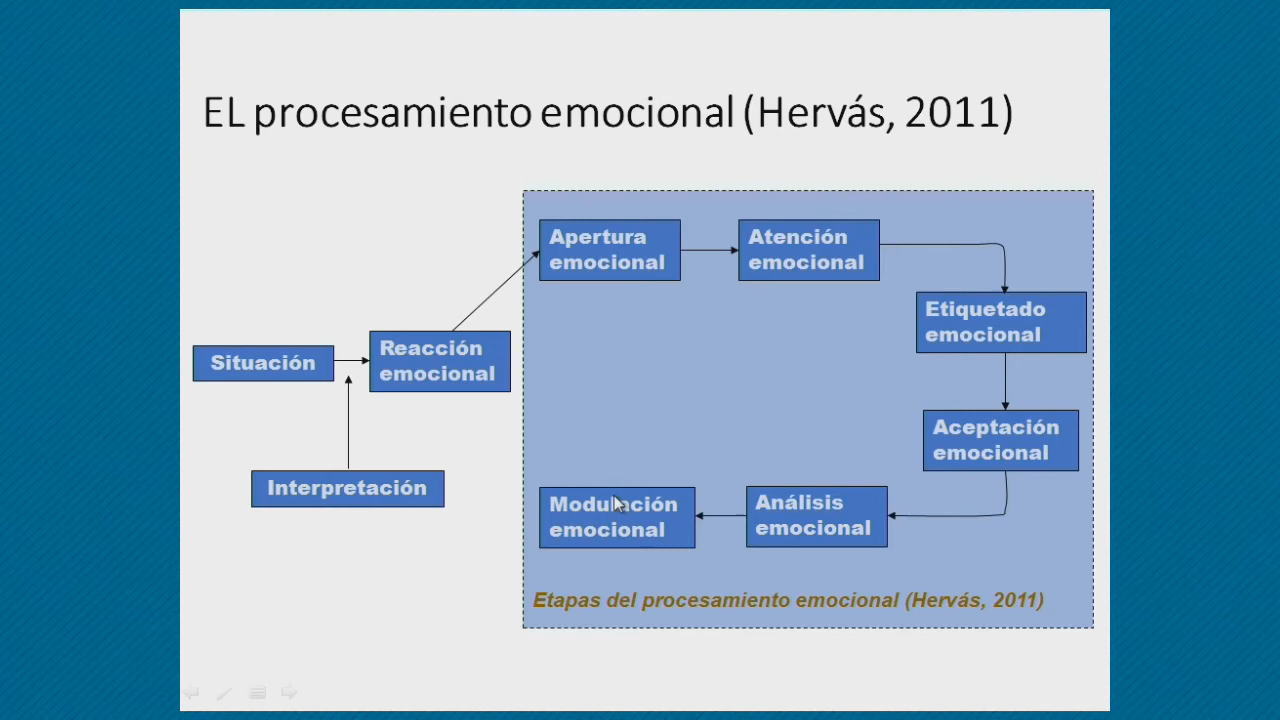 EL procesamiento emocional (Hervás, 2011)
Apertura
emocional
Atención
emocional
Etiquetado
emocional
Situación
Reacción
emocional
Aceptación
emocional
Interpretación
Modulación
emocional
Análisis
emocional
Etapas del procesamiento emocional (Hervás, 2011)